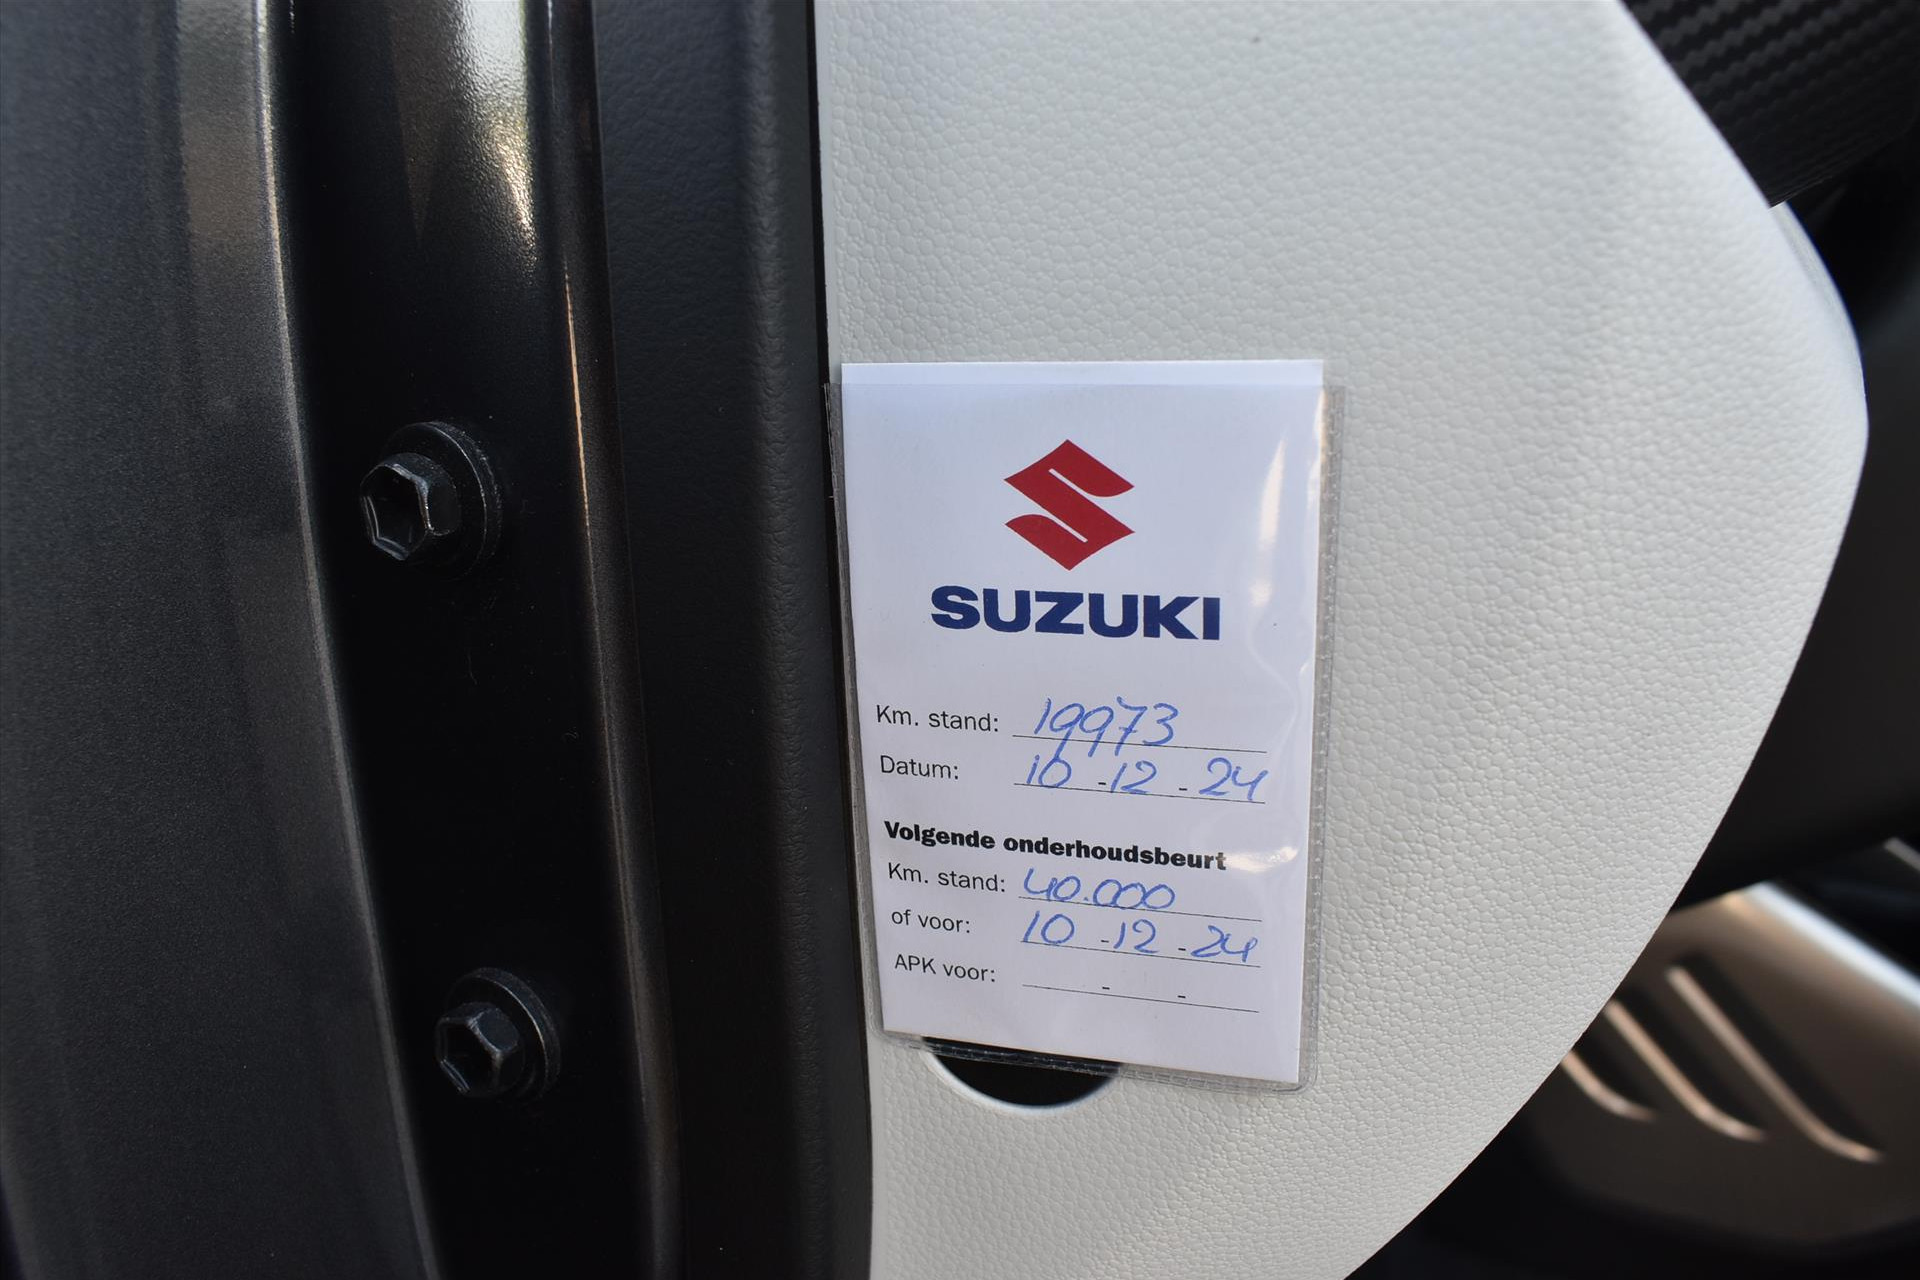 SUZUKI
Km. stand: 19973
Datum: 10 - 12 - 24
Volgende onderhoudsbeurt
Km. stand: 40.000
of voor: 10 - 12 - 24
APK voor: - -